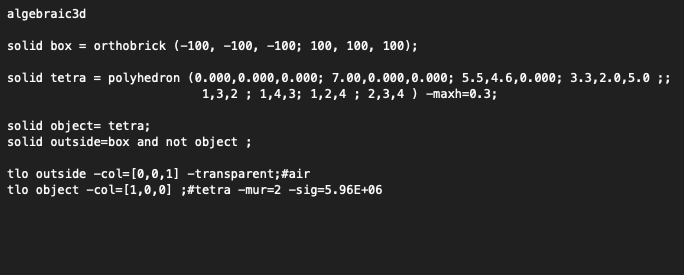 algebraic3d
solid box = orthobrick (-100, -100, -100; 100, 100, 100);
solid tetra = polyhedron (0.000,0.000,0.000; 7.00,0.000,0.000; 5.5,4.6,0.000; 3.3,2.0,5.0 ;;
1,3,2 ; 1,4,3; 1,2,4 ; 2,3,4 ) -maxh=0.3;
solid object= tetra;
solid outside=box and not object ;
tlo outside -col=[0,0,1] -transparent;#air
tlo object -col=[1,0,0] ;#tetra -mur=2 -sig=5.96E+06